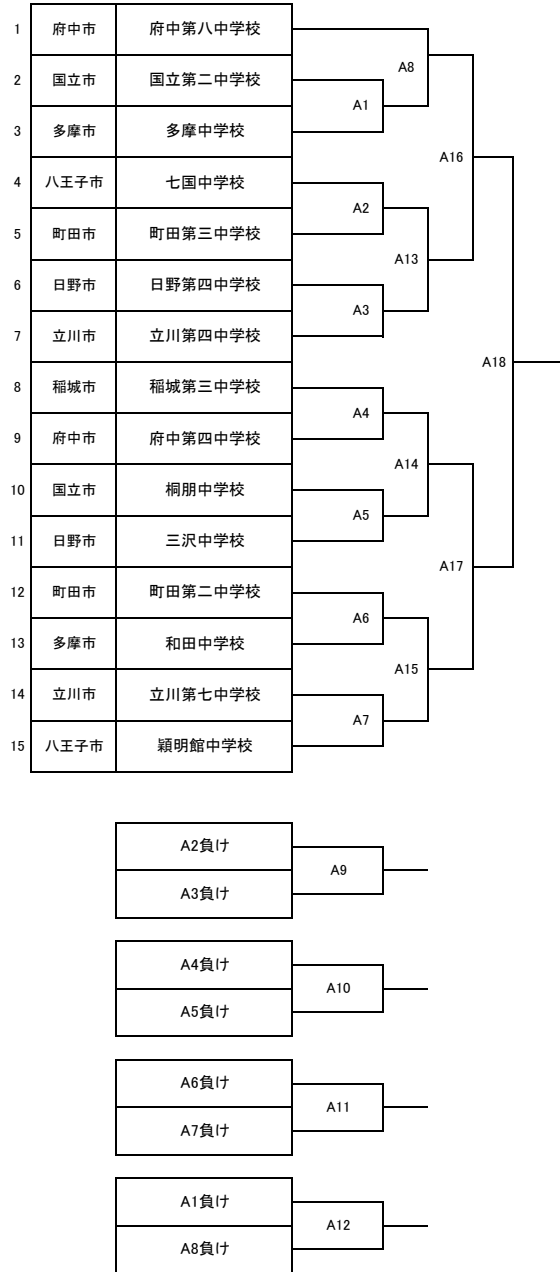 1 府中市 府中第八中学校
A8
2 国立市 国立第二中学校
A1
3 多摩市 多摩中学校
A16
4 八王子市 七国中学校
A2
5 町田市 町田第三中学校
A13
6 日野市 日野第四中学校
A3
7 立川市 立川第四中学校
A18
8 稲城市 稲城第三中学校
A4
9 府中市 府中第四中学校
A14
10 国立市 桐朋中学校
A5
11 日野市 三沢中学校
A17
12 町田市 町田第二中学校
A6
13 多摩市 和田中学校
A15
14 立川市 立川第七中学校
A7
15 八王子市 穎明館中学校
A2負け
A9
A3負け
A4負け
A10
A5負け
A6負け
A11
A7負け
A1負け
A12
A8負け